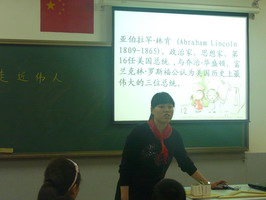 走近伟人
亚伯拉罕·林肯 (Abraham Lincoln
1809-1865)，政治家、思想家，第
16任美国总统，与乔治·华盛顿、富
兰克林·罗斯福公认为美国历史上最
伟大的三位总统。